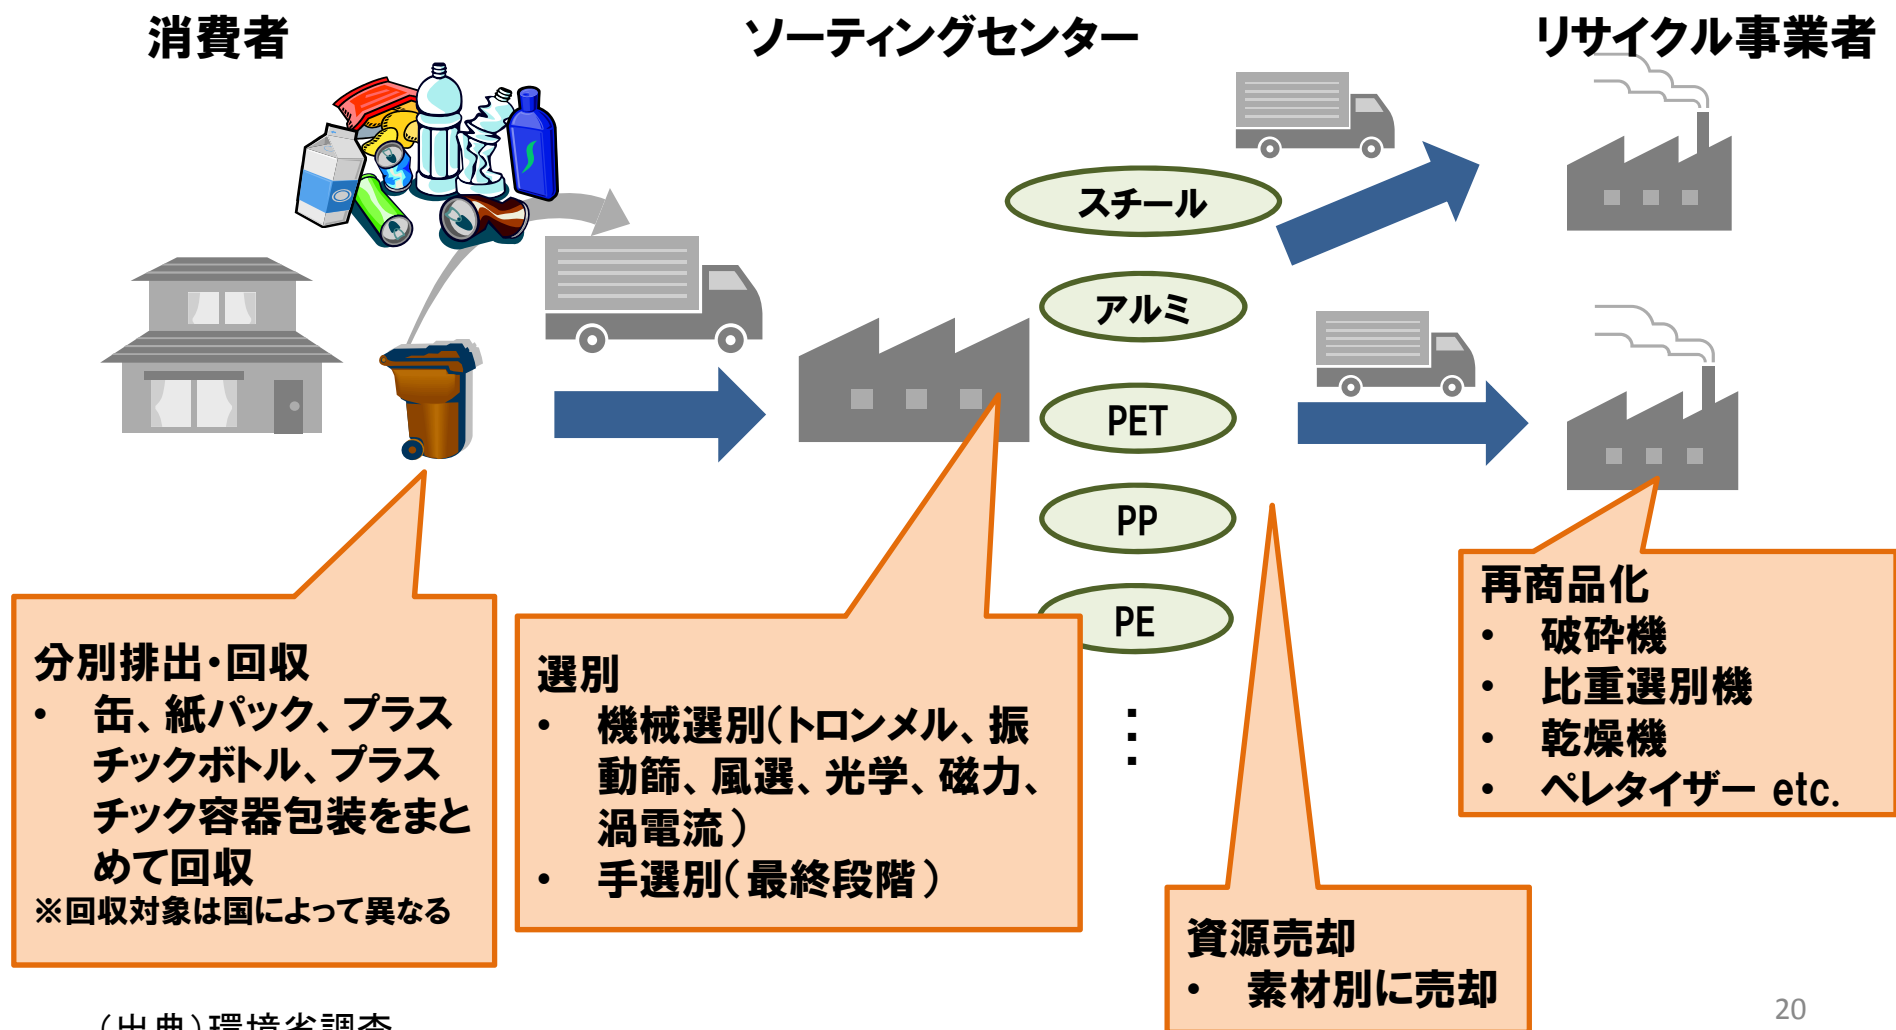 消費者
ソーティングセンター
リサイクル事業者
スチール
アルミ
PET
PP
PE
⋮
分別排出・回収
• 缶、紙パック、プラス
チックボトル、プラス
チック容器包装をまと
めて回収
※回収対象は国によって異なる
選別
• 機械選別(トロンメル、振
動篩、風選、光学、磁力、
渦電流)
• 手選別(最終段階)
資源売却
• 素材別に売却
再商品化
• 破砕機
• 比重選別機
• 乾燥機
• ペレタイザー etc.
(出典)環境省調査
20